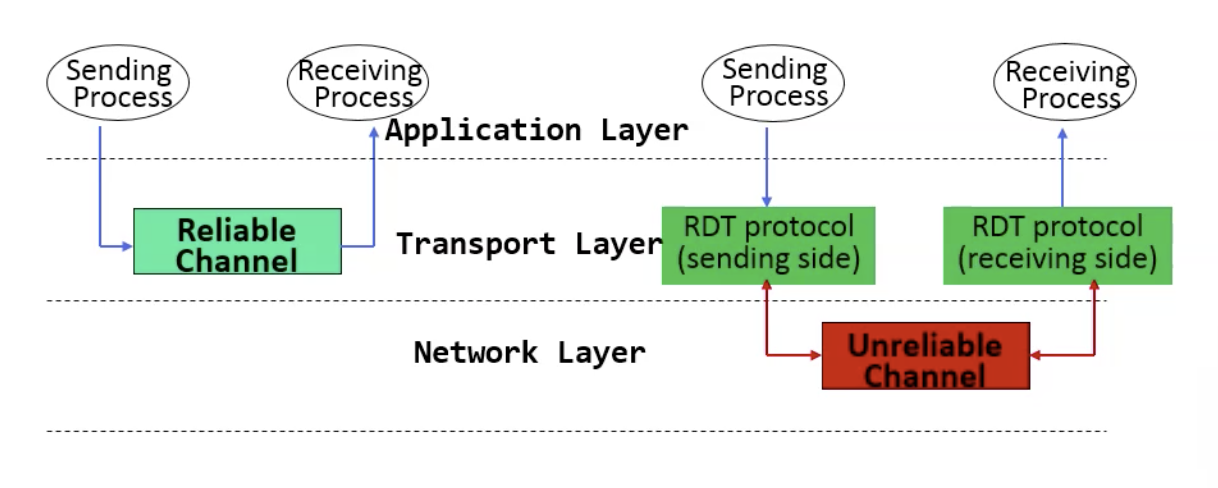 Sending
Process
Receiving
Process
Sending
Process
Receiving
Process
Application Layer
Reliable
Channel
Transport Layer
RDT protocol
(sending side)
RDT protocol
(receiving side)
Network Layer
Unreliable
Channel